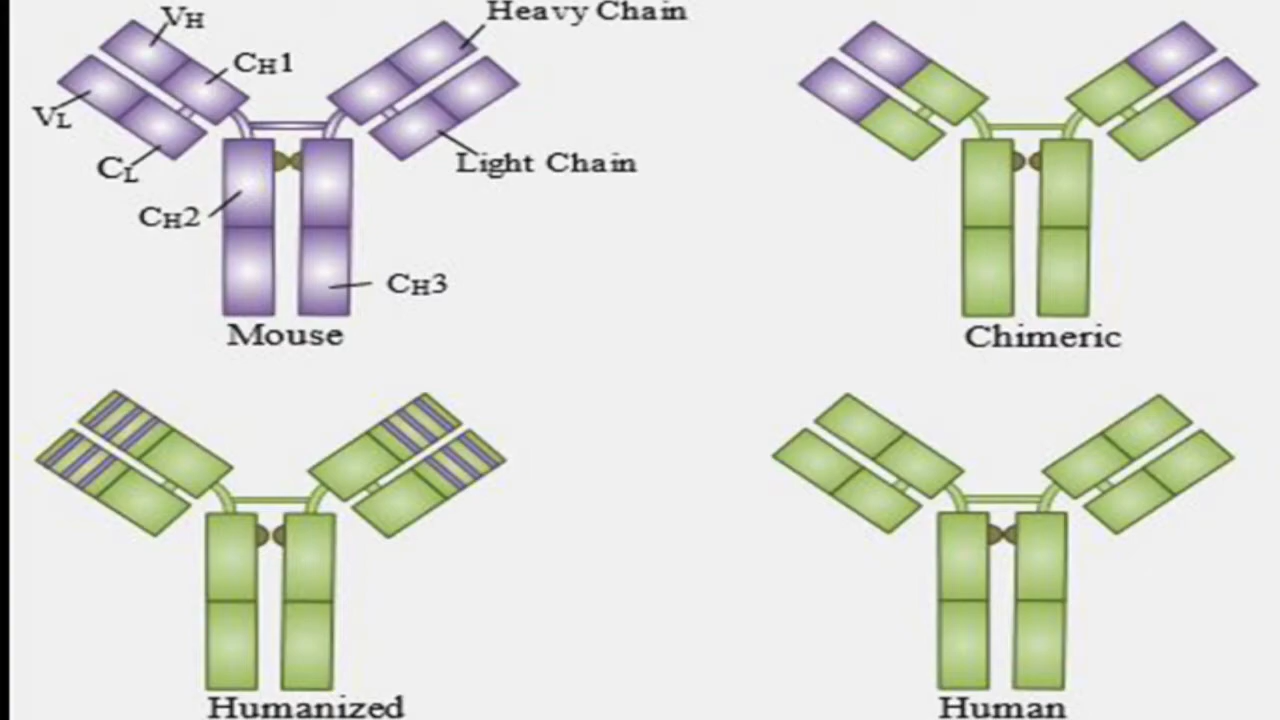 VH
Heavy Chain
CH1
VL
Light Chain
CL
CH2
CH3
Mouse
Chimeric
Humanized
Human